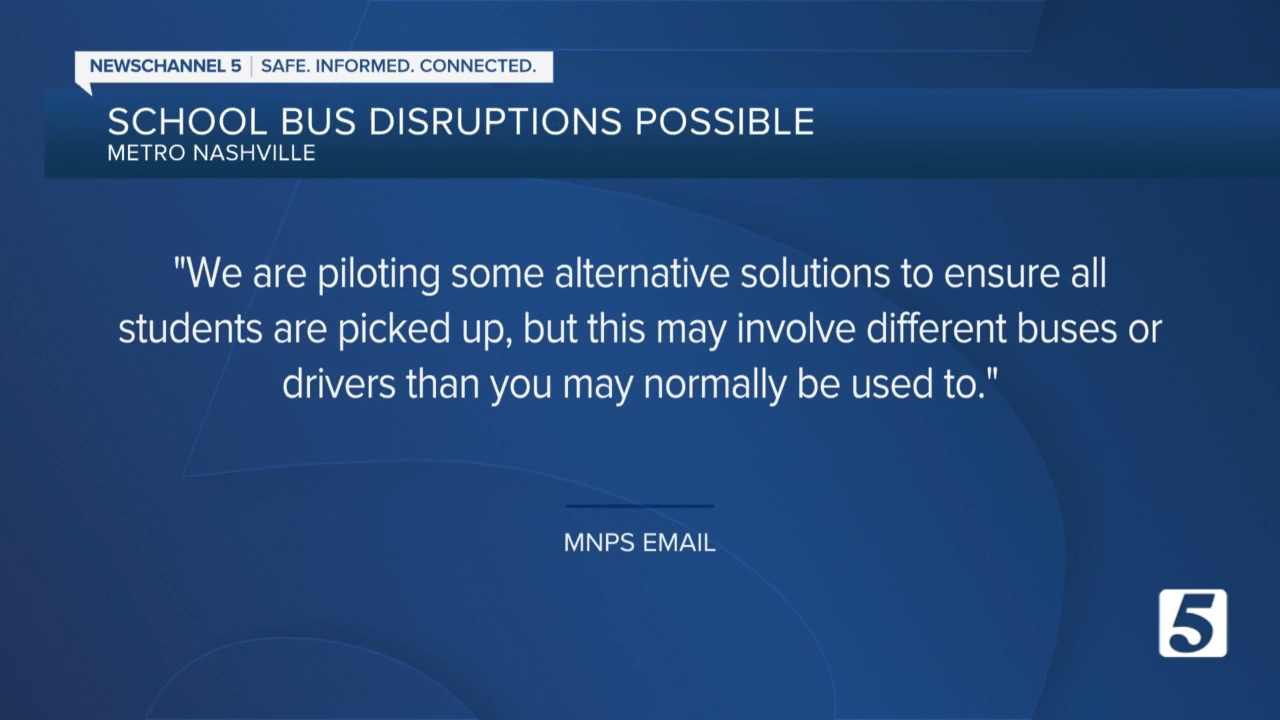 NEWSCHANNEL 5 | SAFE. INFORMED. CONNECTED.
SCHOOL BUS DISRUPTIONS POSSIBLE
METRO NASHVILLE
"We are piloting some alternative solutions to ensure all
students are picked up, but this may involve different buses or
drivers than you may normally be used to."
MNPS EMAIL
5